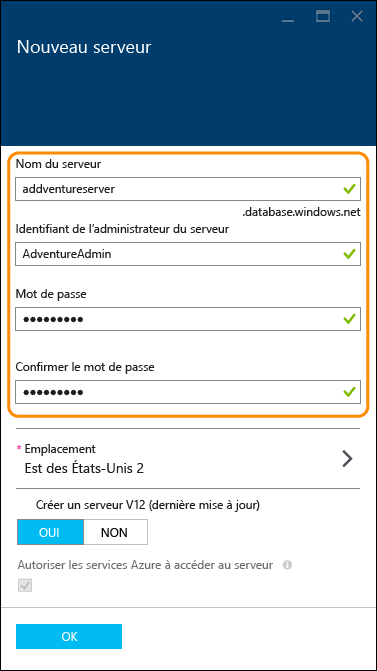 Nouveau serveur
Nom du serveur
addventureserver
.database.windows.net
Identifiant de l'administrateur du serveur
AdventureAdmin
Mot de passe
●●●●●●●●●
Confirmer le mot de passe
●●●●●●●●●
* Emplacement
Est des États-Unis 2
Créer un serveur V12 (dernière mise à jour)
OUI NON
Autoriser les services Azure à accéder au serveur
OK